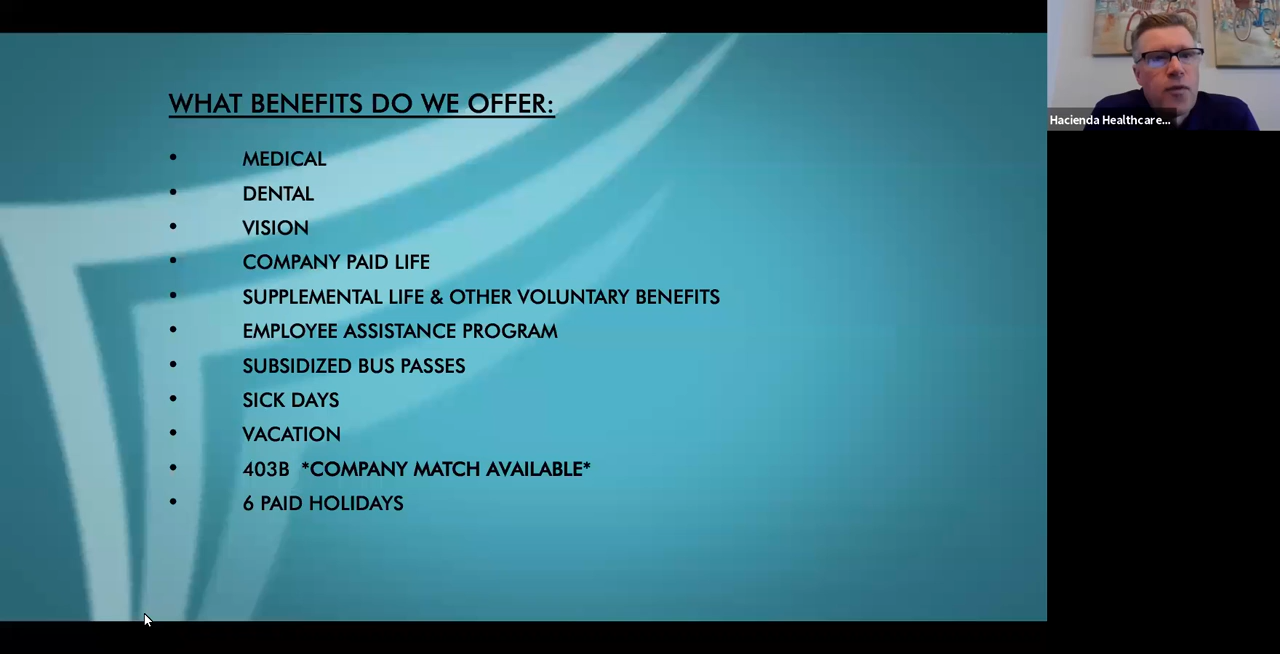 WHAT BENEFITS DO WE OFFER:
• MEDICAL
• DENTAL
• VISION
• COMPANY PAID LIFE
• SUPPLEMENTAL LIFE & OTHER VOLUNTARY BENEFITS
• EMPLOYEE ASSISTANCE PROGRAM
• SUBSIDIZED BUS PASSES
• SICK DAYS
• VACATION
• 403B *COMPANY MATCH AVAILABLE*
• 6 PAID HOLIDAYS
Hacienda Healthcare...